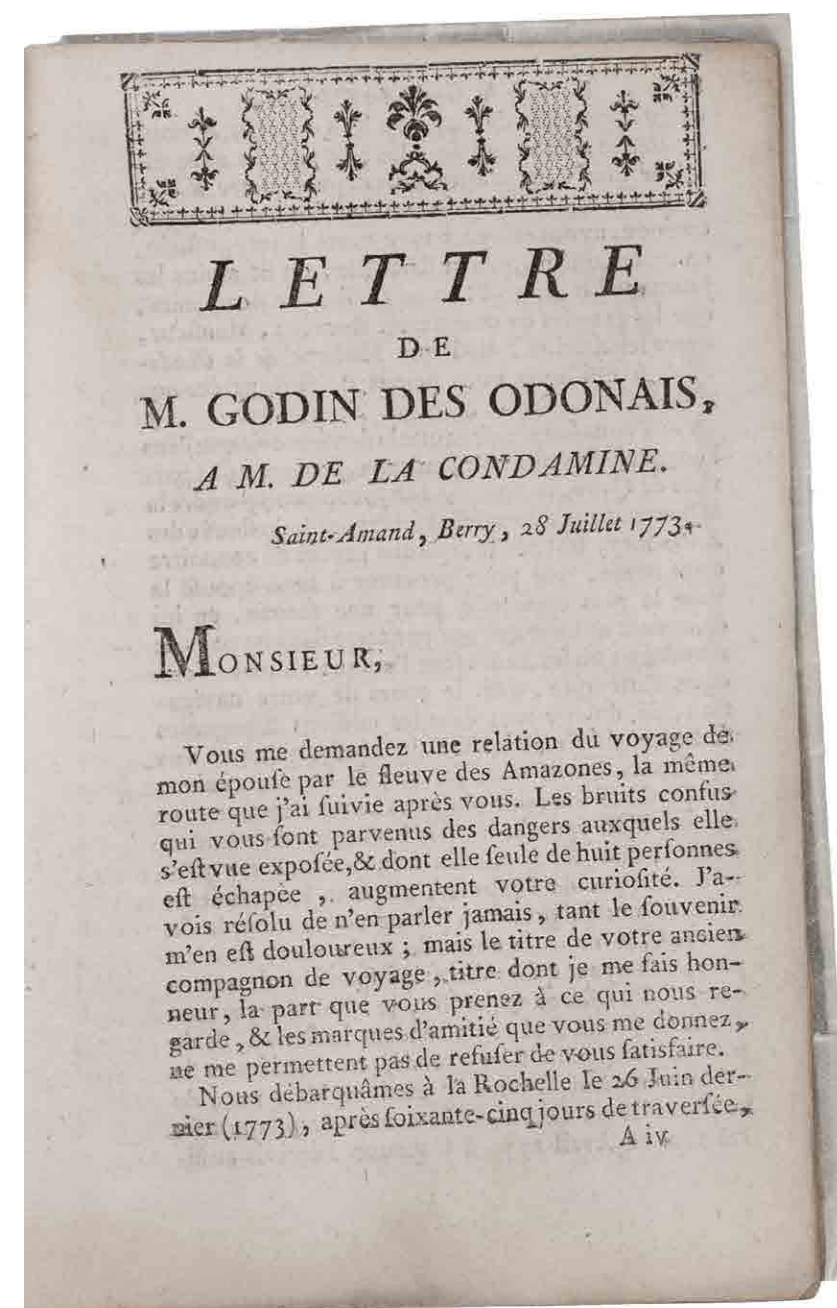 LETTRE
DE
M. GODIN DES ODONAIS,
A M. DE LA CONDAMINE.
Saint-Amand, Berry, 28 Juillet 1773.
MONSIEUR,
Vous me demandez une relation du voyage de
mon épouſe par le fleuve des Amazones, la même
route que j'ai ſuivie après vous. Les bruits confus
qui vous ſont parvenus des dangers auxquels elle
s'eſt vue expoſée, & dont elle ſeule de huit perſonnes
eſt échapée, augmentent votre curioſité. J'a-
vois réſolu de n'en parler jamais, tant le ſouvenir
m'en eſt douloureux ; mais le titre de votre ancien
compagnon de voyage, titre dont je me fais hon-
neur, la part que vous prenez à ce qui nous re-
garde, & les marques d'amitié que vous me donnez,
ne me permettent pas de refuſer de vous ſatisfaire.
Nous débarquâmes à la Rochelle le 26 Juin der-
nier (1773), après ſoixante-cinq jours de traverſée,
A iv